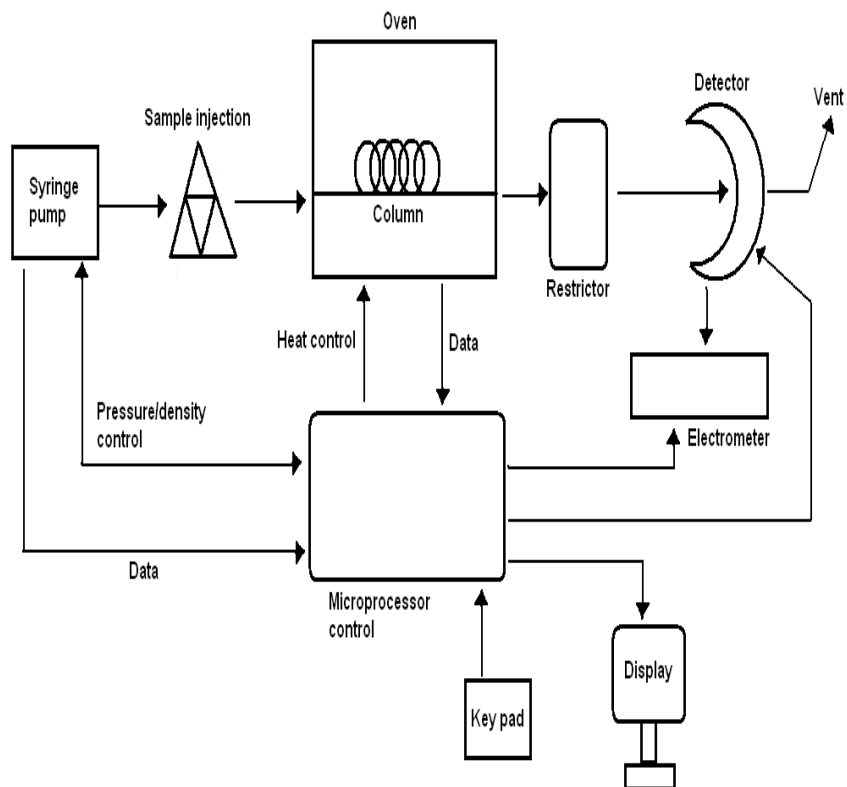 Oven
Detector
Vent
Sample injection
Syringe
pump
Column
Restrictor
Heat control
Data
Pressure/density
control
Electrometer
Data
Microprocessor
control
Display
Key pad